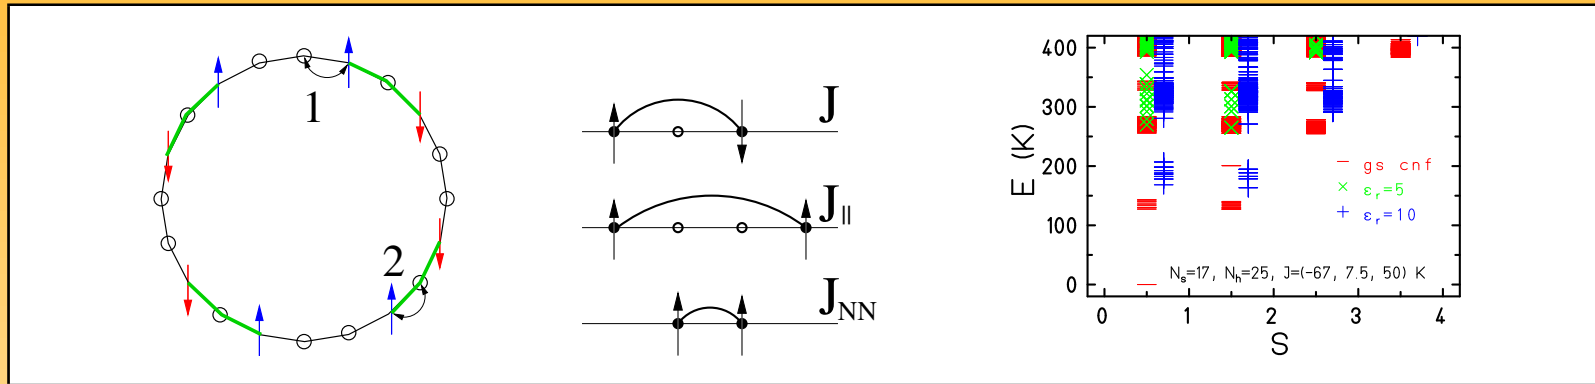 1
2
J
J||
JNN
E (K)
400
300
200
100
0
gs cnf
εr=5
εr=10
Ns=17, Nh=25, J=(-67, 7.5, 50) K
0 1 2 3 4
S